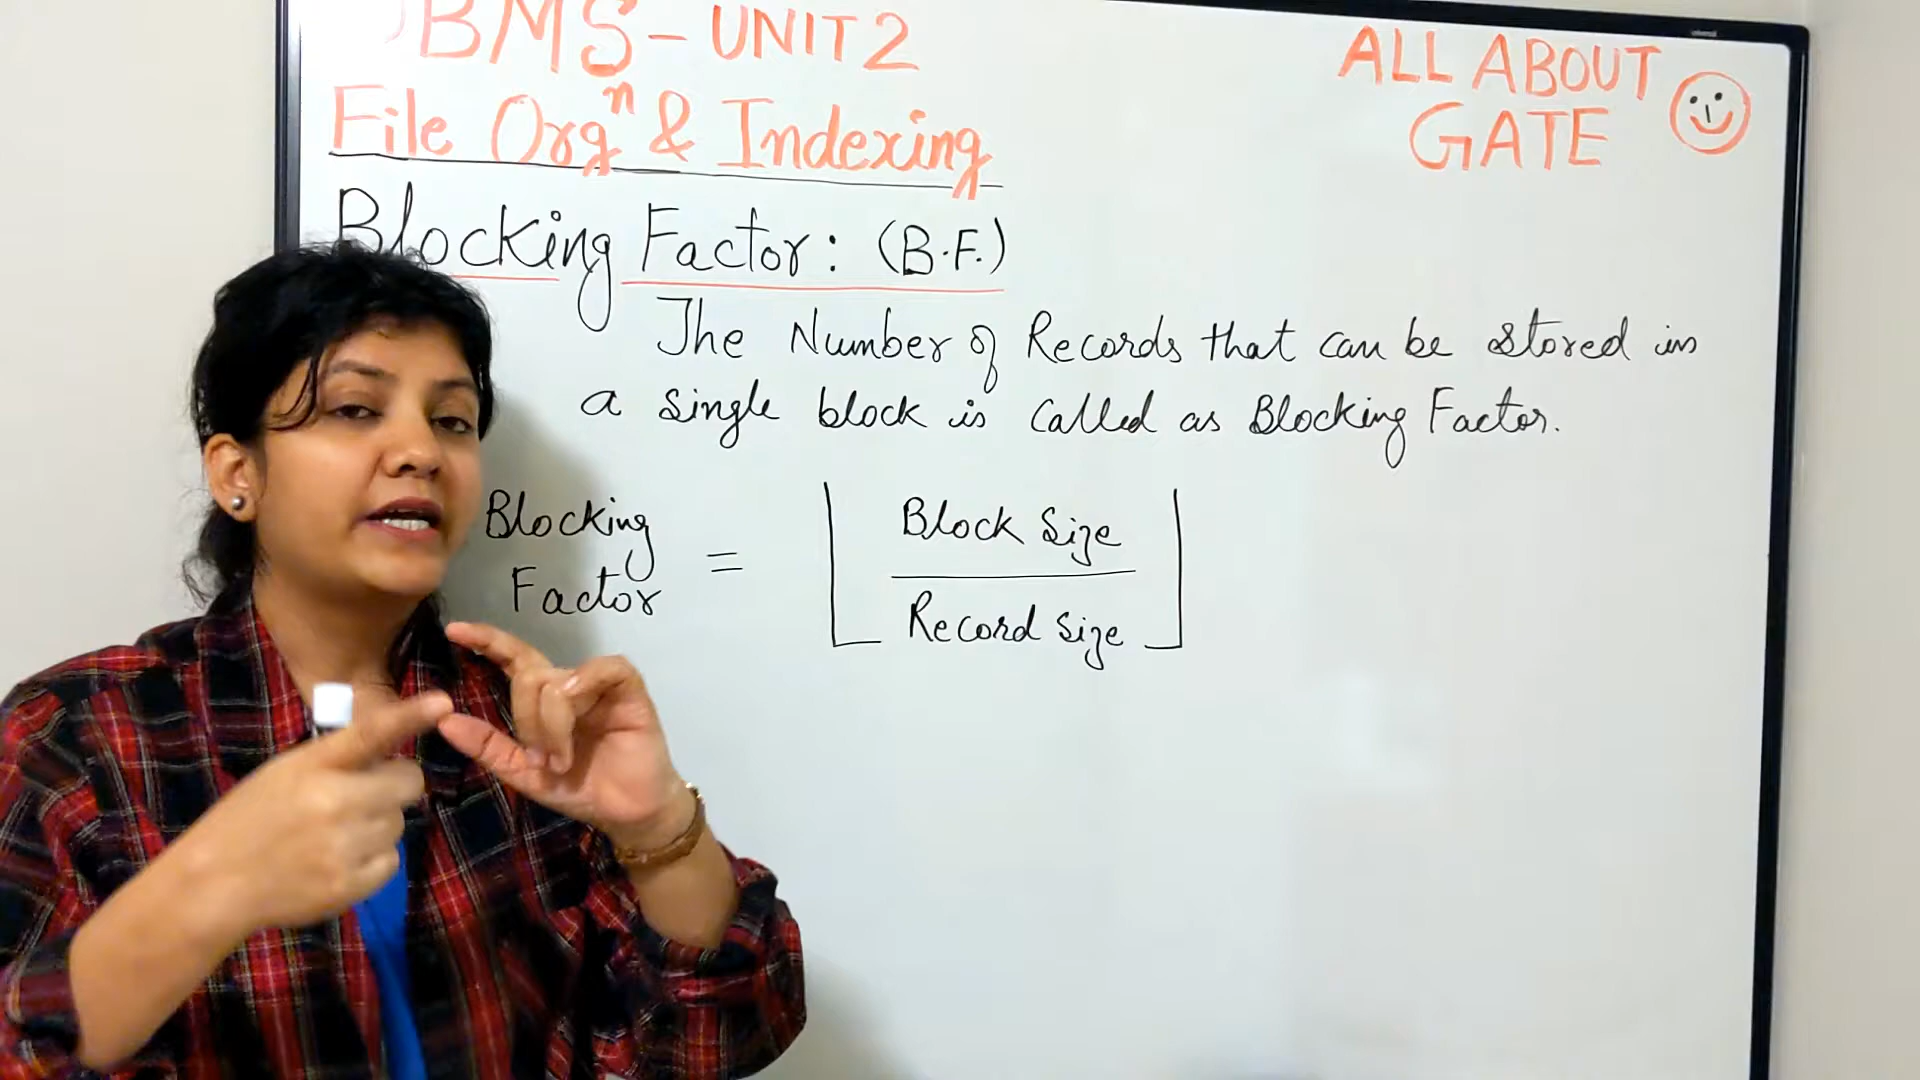 DBMS - UNIT 2
ALL ABOUT
GATE
File Orgⁿ & Indexing
Blocking Factor : (B.F.)
The Number of Records that can be stored in
a single block is called as Blocking Factor.
Blocking
Factor
=
Block Size
Record Size